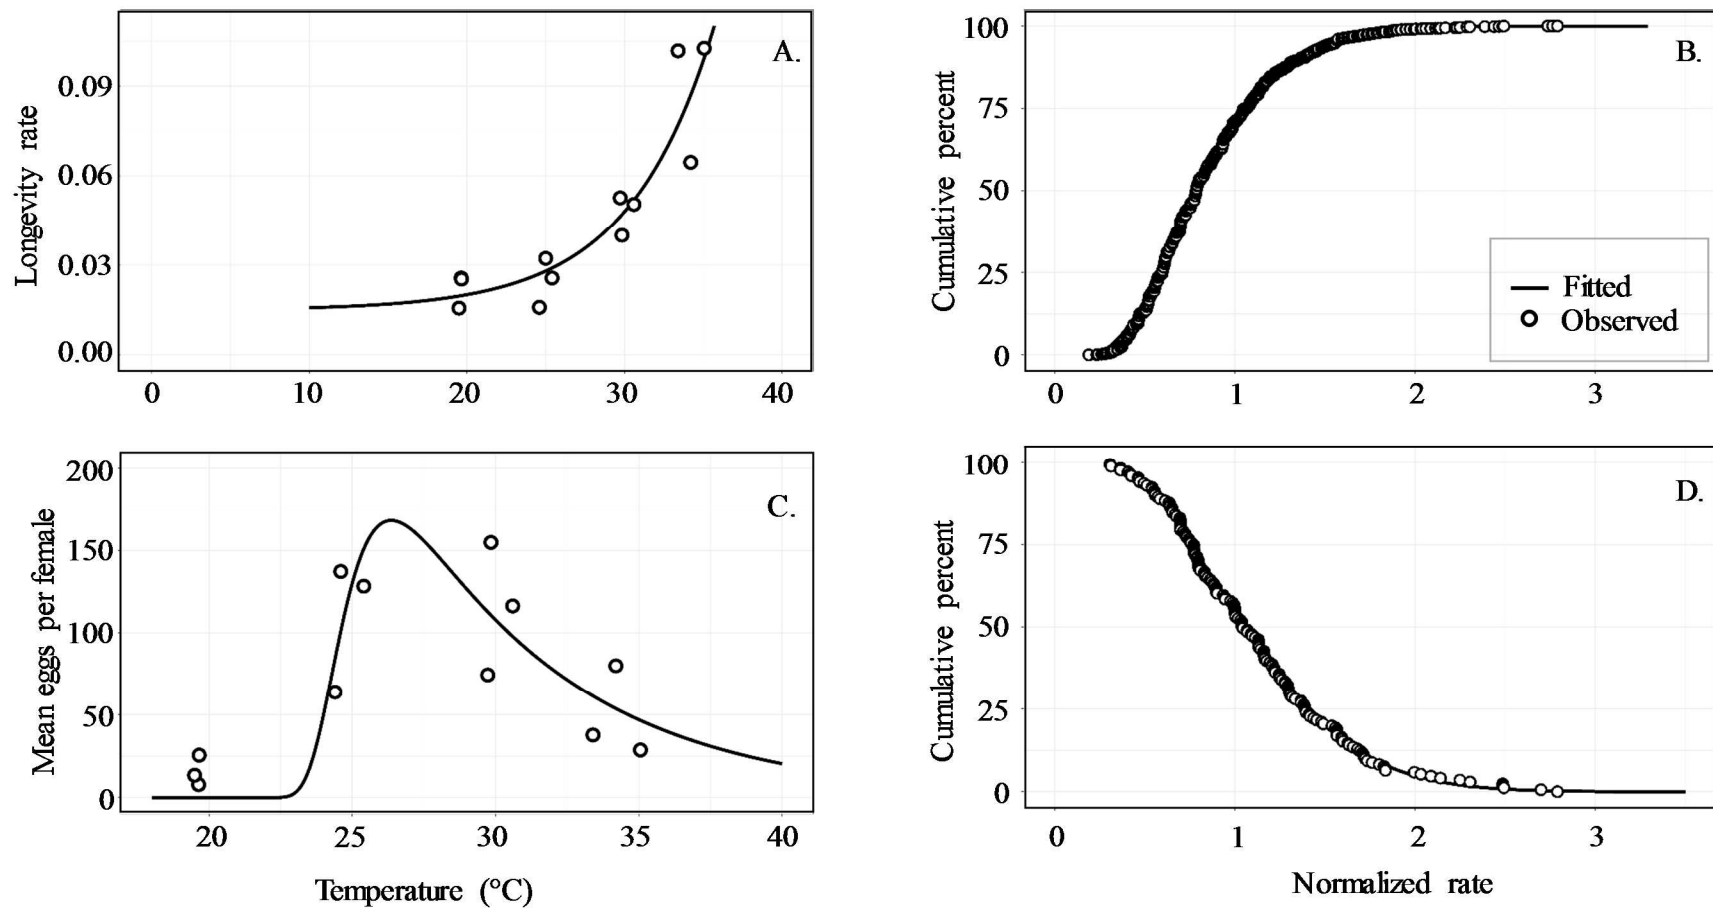 A.
Longevity rate
0.09
0.06
0.03
0.00
0 10 20 30 40
B.
Cumulative percent
100
75
50
25
0
Fitted
Observed
0 1 2 3
C.
Mean eggs per female
200
150
100
50
0
20 25 30 35 40
Temperature (°C)
D.
Cumulative percent
100
75
50
25
0
0 1 2 3
Normalized rate